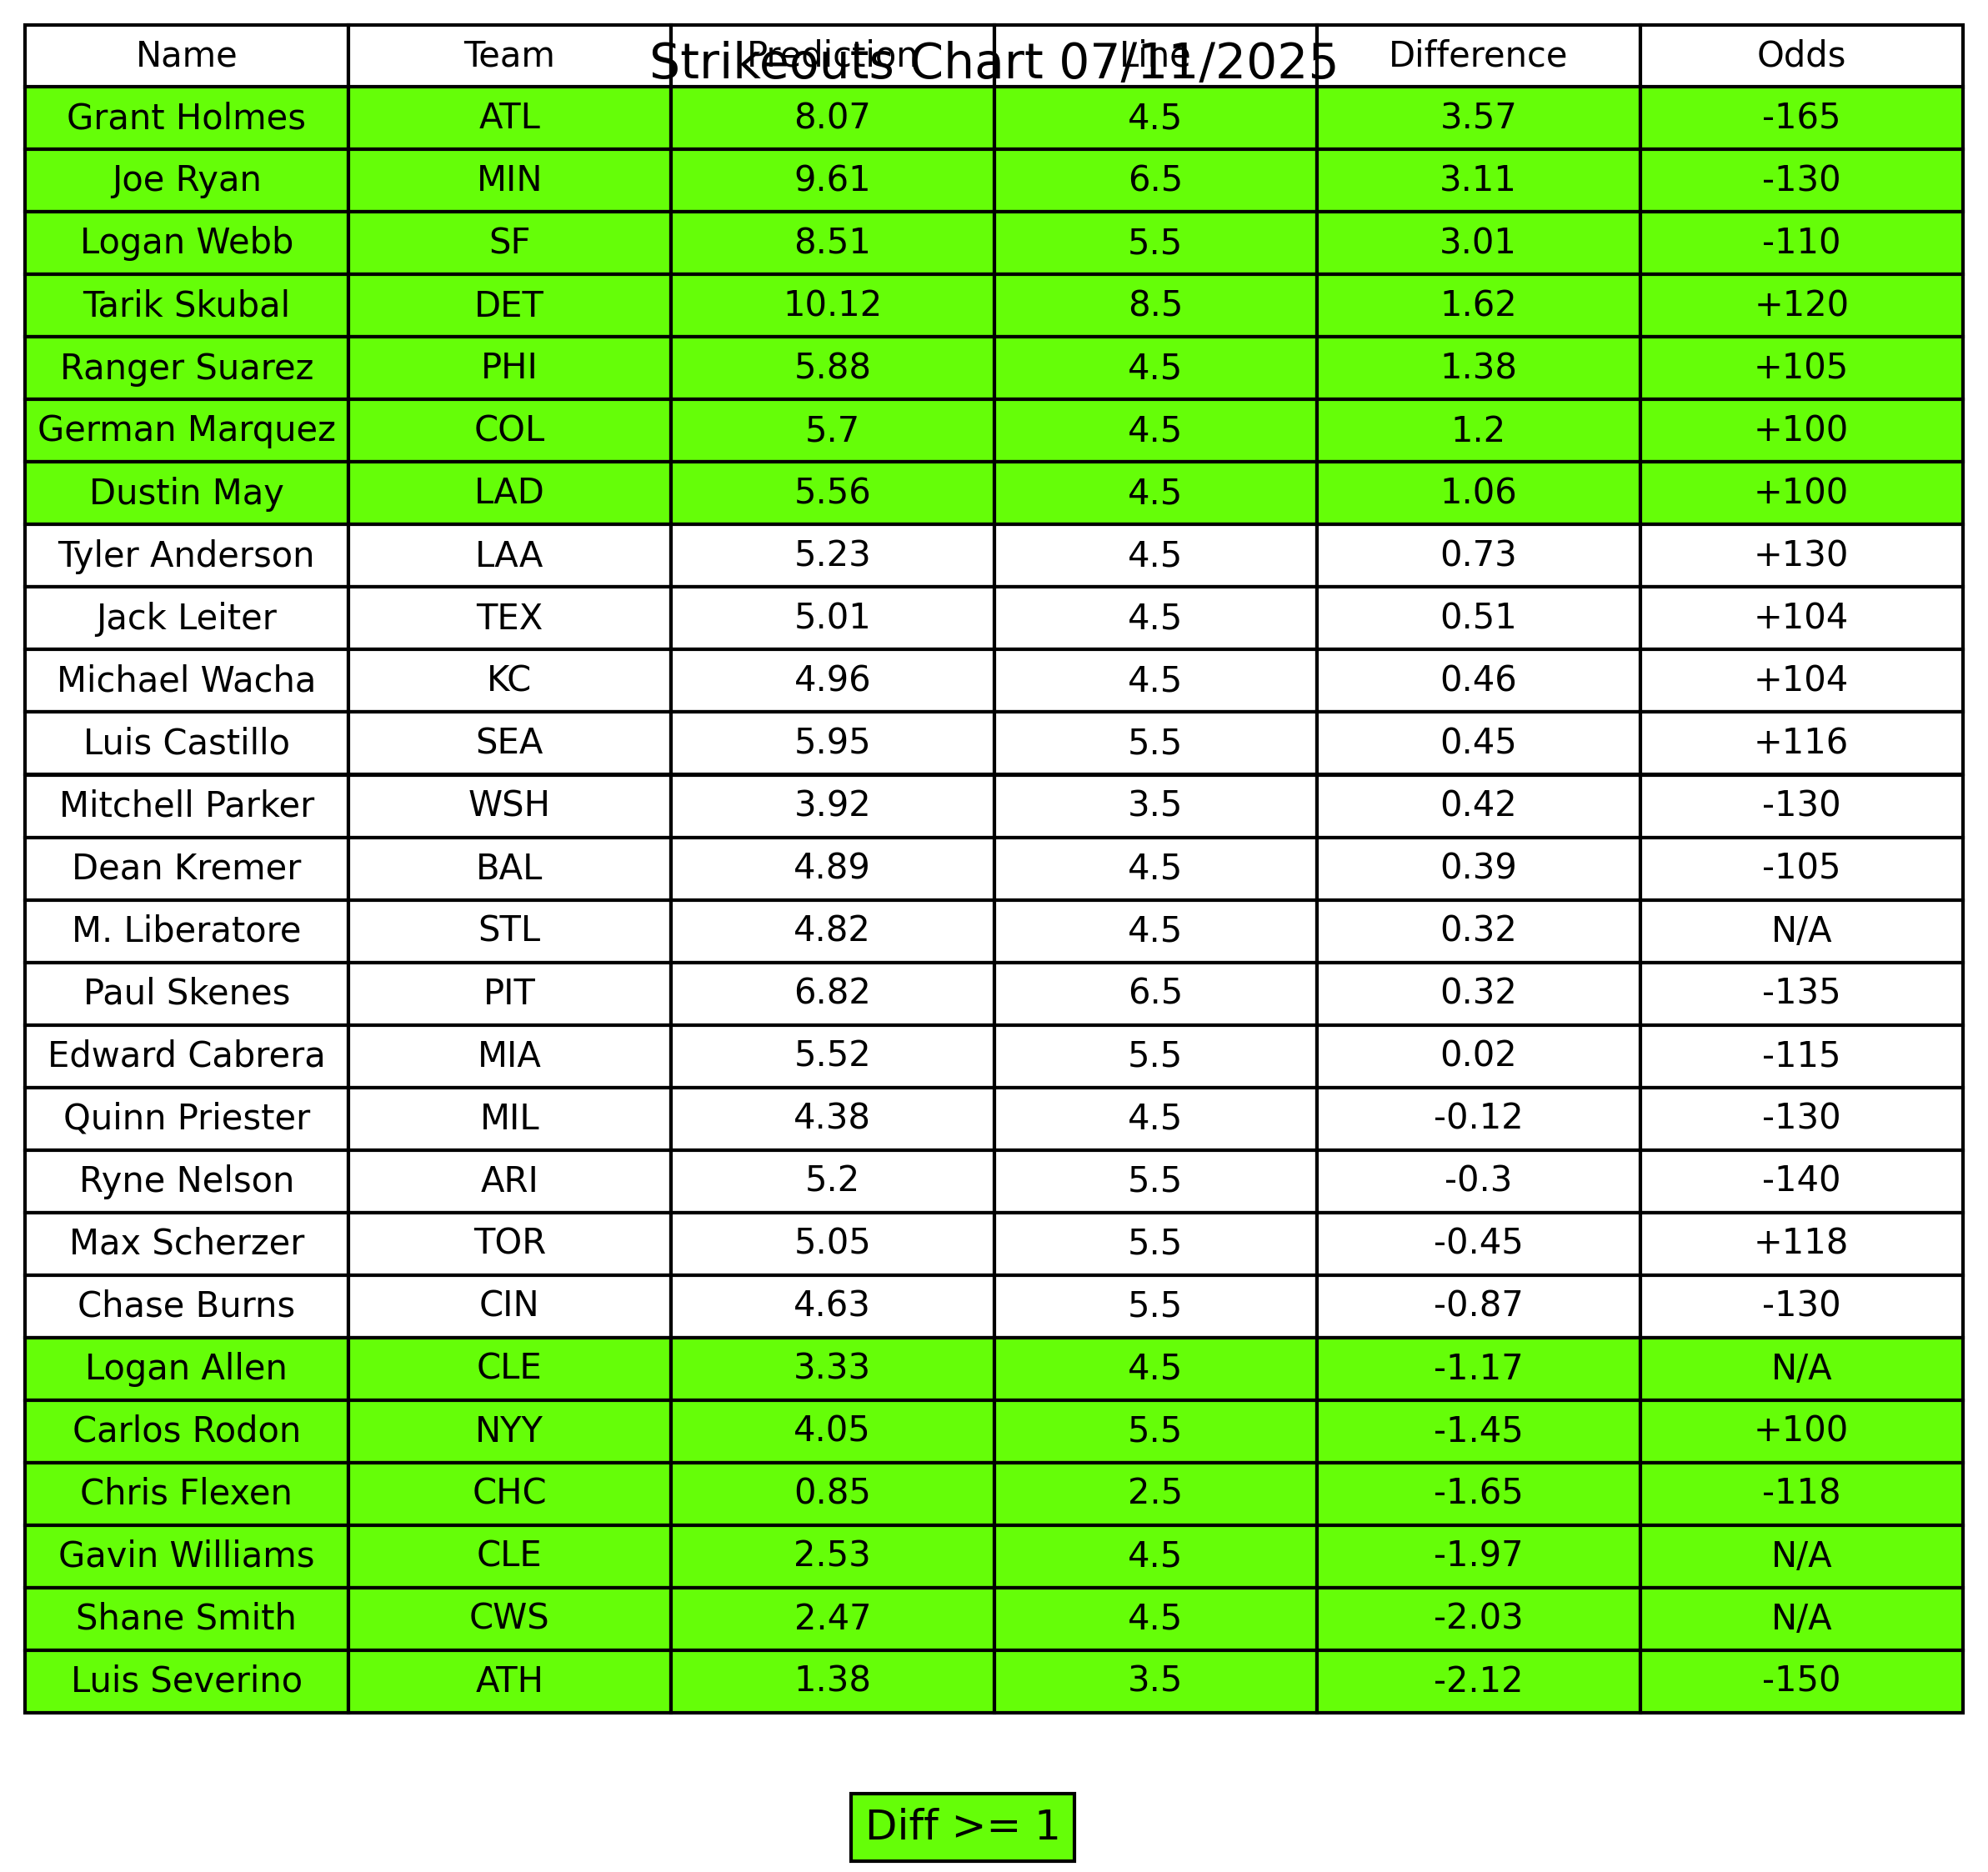 Strikeouts Chart 07/11/2025
Name Team Prediction Line Difference Odds
Grant Holmes ATL 8.07 4.5 3.57 -165
Joe Ryan MIN 9.61 6.5 3.11 -130
Logan Webb SF 8.51 5.5 3.01 -110
Tarik Skubal DET 10.12 8.5 1.62 +120
Ranger Suarez PHI 5.88 4.5 1.38 +105
German Marquez COL 5.7 4.5 1.2 +100
Dustin May LAD 5.56 4.5 1.06 +100
Tyler Anderson LAA 5.23 4.5 0.73 +130
Jack Leiter TEX 5.01 4.5 0.51 +104
Michael Wacha KC 4.96 4.5 0.46 +104
Luis Castillo SEA 5.95 5.5 0.45 +116
Mitchell Parker WSH 3.92 3.5 0.42 -130
Dean Kremer BAL 4.89 4.5 0.39 -105
M. Liberatore STL 4.82 4.5 0.32 N/A
Paul Skenes PIT 6.82 6.5 0.32 -135
Edward Cabrera MIA 5.52 5.5 0.02 -115
Quinn Priester MIL 4.38 4.5 -0.12 -130
Ryne Nelson ARI 5.2 5.5 -0.3 -140
Max Scherzer TOR 5.05 5.5 -0.45 +118
Chase Burns CIN 4.63 5.5 -0.87 -130
Logan Allen CLE 3.33 4.5 -1.17 N/A
Carlos Rodon NYY 4.05 5.5 -1.45 +100
Chris Flexen CHC 0.85 2.5 -1.65 -118
Gavin Williams CLE 2.53 4.5 -1.97 N/A
Shane Smith CWS 2.47 4.5 -2.03 N/A
Luis Severino ATH 1.38 3.5 -2.12 -150
Diff >= 1